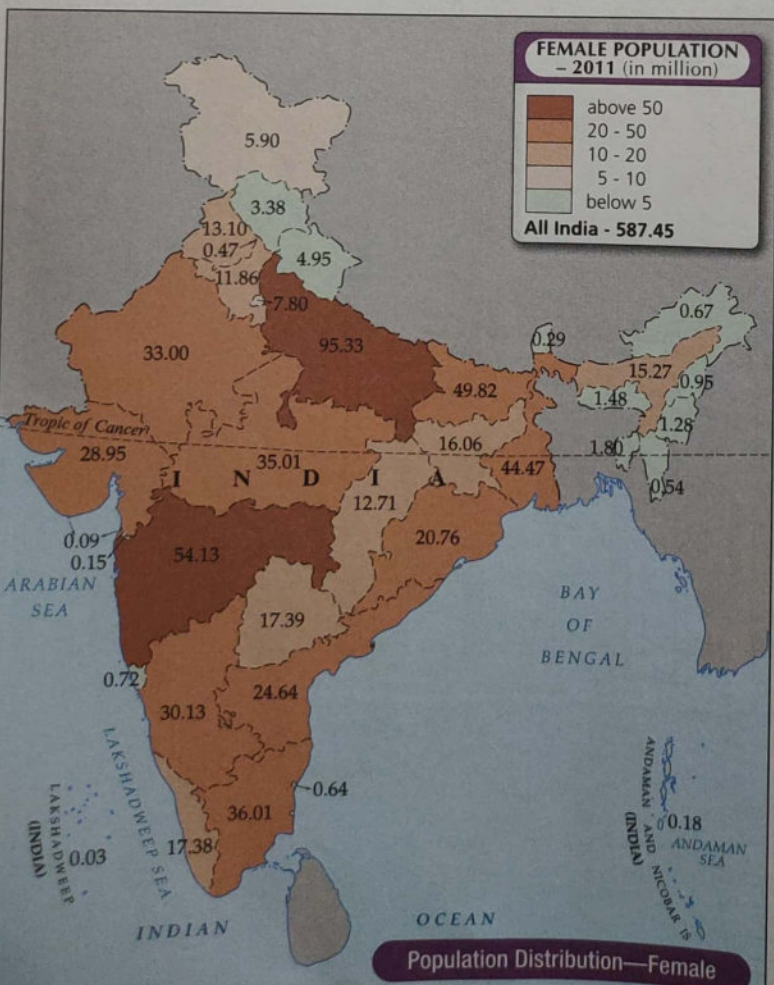 FEMALE POPULATION
– 2011 (in million)
above 50
20 - 50
10 - 20
5 - 10
below 5
All India - 587.45
5.90
3.38
13.10
0.47
4.95
11.86
7.80
0.67
33.00
95.33
0.29
15.27
49.82
0.95
1.48
Tropic of Cancer
1.28
16.06
1.80
28.95
35.01
44.47
I N D I A
0.54
12.71
0.09
0.15
54.13
20.76
ARABIAN
SEA
BAY
OF
BENGAL
17.39
0.72
24.64
30.13
LAKSHADWEEP SEA
0.64
36.01
LAKSHADWEEP
(INDIA)
0.03
17.38
ANDAMAN AND NICOBAR IS
(INDIA)
0.18
ANDAMAN
SEA
INDIAN OCEAN
Population Distribution—Female